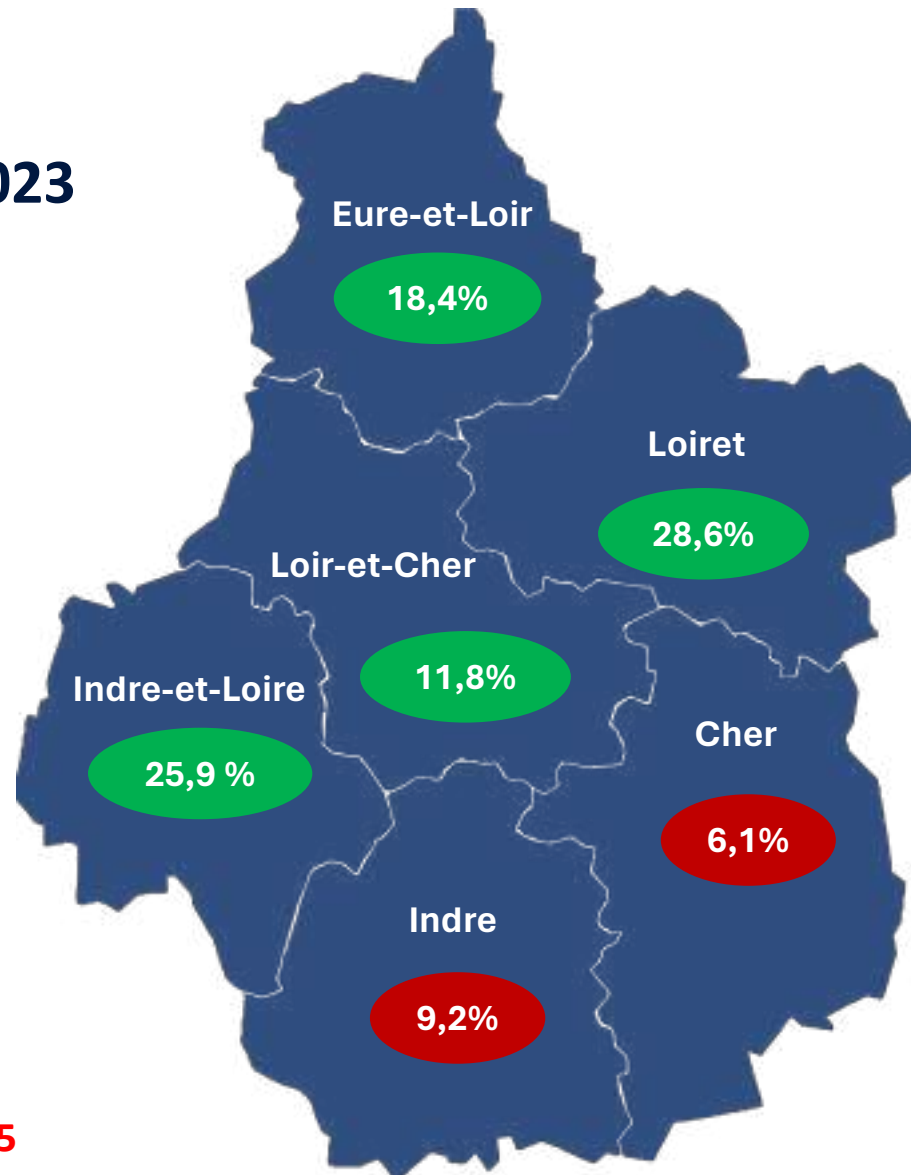 023
Eure-et-Loir
18,4%
Loiret
28,6%
Loir-et-Cher
11,8%
Indre-et-Loire
25,9 %
Cher
6,1%
Indre
9,2%
5